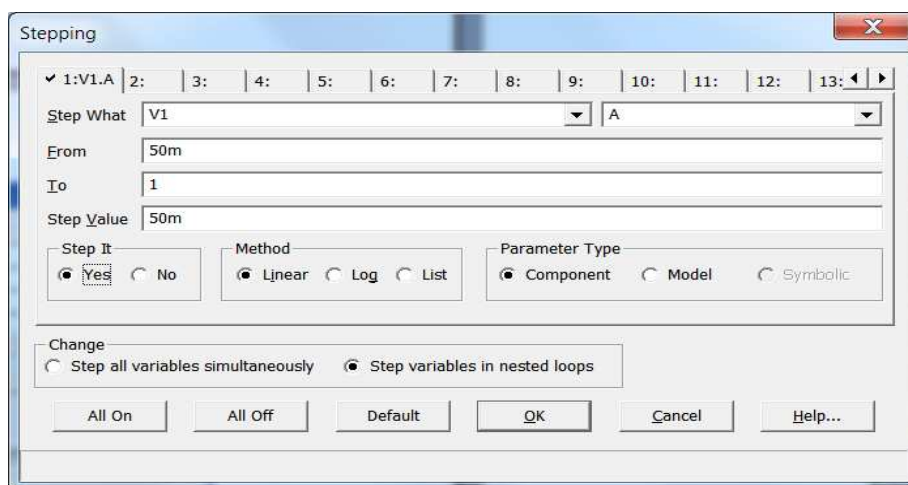 Stepping
1:V1.A 2: 3: 4: 5: 6: 7: 8: 9: 10: 11: 12: 13:
Step What V1 A
From 50m
To 1
Step Value 50m
Step It Method Parameter Type
Yes No Linear Log List Component Model Symbolic
Change
Step all variables simultaneously Step variables in nested loops
All On All Off Default OK Cancel Help...